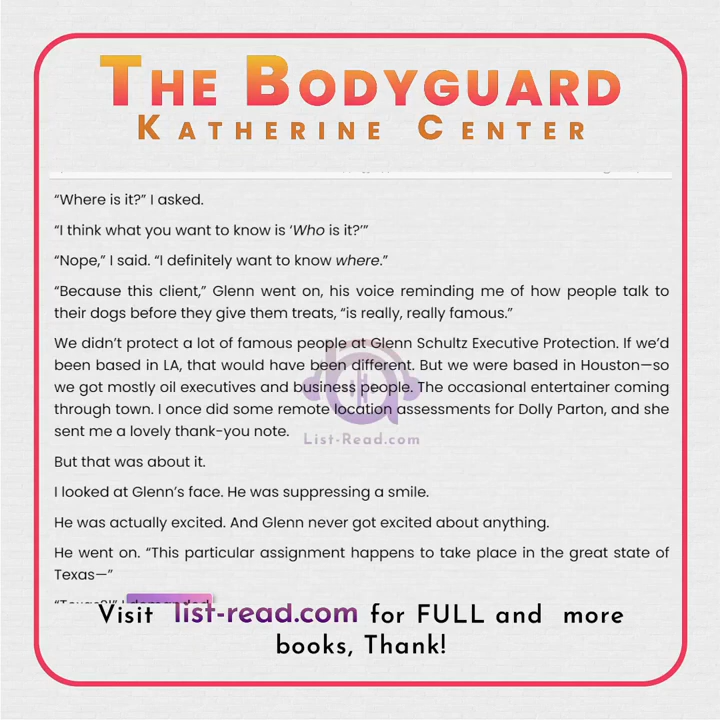 THE BODYGUARD
KATHERINE CENTER
“Where is it?” I asked.
“I think what you want to know is ‘Who is it?’”
“Nope,” I said. “I definitely want to know where.”
“Because this client,” Glenn went on, his voice reminding me of how people talk to
their dogs before they give them treats, “is really, really famous.”
We didn’t protect a lot of famous people at Glenn Schultz Executive Protection. If we’d
been based in LA, that would have been different. But we were based in Houston—so
we got mostly oil executives and business people. The occasional entertainer coming
through town. I once did some remote location assessments for Dolly Parton, and she
sent me a lovely thank-you note.
List-Read.com
But that was about it.
I looked at Glenn’s face. He was suppressing a smile.
He was actually excited. And Glenn never got excited about anything.
He went on. “This particular assignment happens to take place in the great state of
Texas—”
Visit list-read.com for FULL and more
books, Thank!